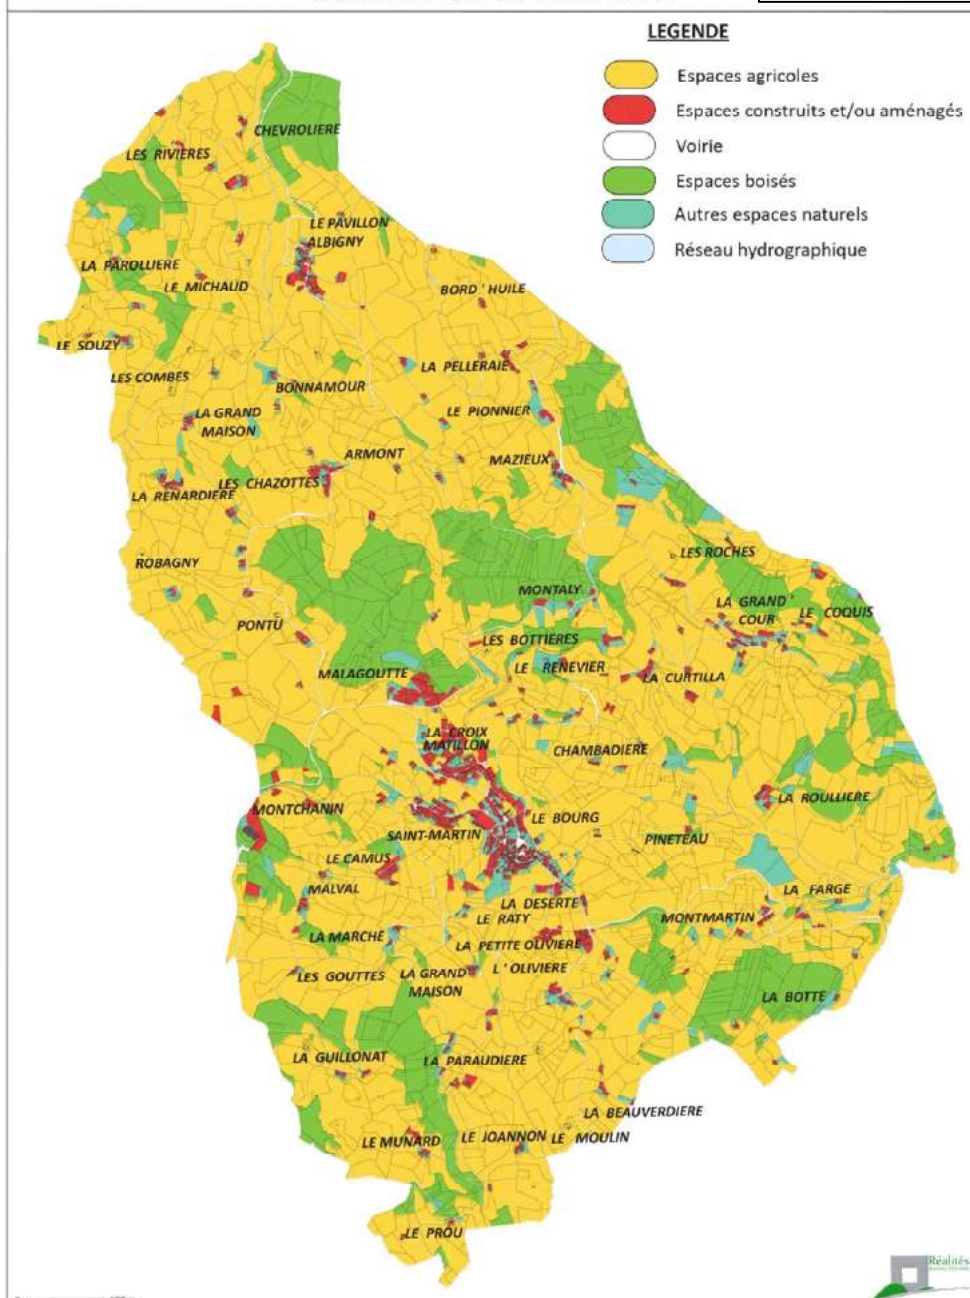 LEGENDE
Espaces agricoles
Espaces construits et/ou aménagés
Voirie
Espaces boisés
Autres espaces naturels
Réseau hydrographique
CHEVROLIERE
LES RIVIERES
LE PAVILLON
ALBIGNY
LA PAROLLIERE
LE MICHAUD
BORD'HUILE
LE SOUZY
LES COMBES
LA PELLERAIE
BONNAMOUR
LE PIONNIER
LA GRAND
MAISON
ARMONT
MAZIEUX
LES CHAZOTTES
LA RENARDIERE
LES ROCHES
ROBAGNY
MONTALY
LA GRAND'
COUR
LE COQUIS
PONTU
LES BOTTIERES
LE RENEVIER
MALAGOUTTE
LA CURTILLA
LA CROIX
MATILLON
CHAMBADIERE
LA ROULLIERE
MONTCHANIN
LE BOURG
SAINT-MARTIN
PINETEAU
LE CAMUS
MALVAL
LA FARGE
LA DESERTE
LE RATY
MONTMARTIN
LA MARCHE
LA PETITE OLIVIERE
LES GOUTTES
LA GRAND
MAISON
L'OLIVIERE
LA BOTTE
LA GUILLONAT
LA PARAUDIERE
LA BEAUVERDIERE
LE MUNARD
LE JOANNON
LE MOULIN
LE PROU
Réalités